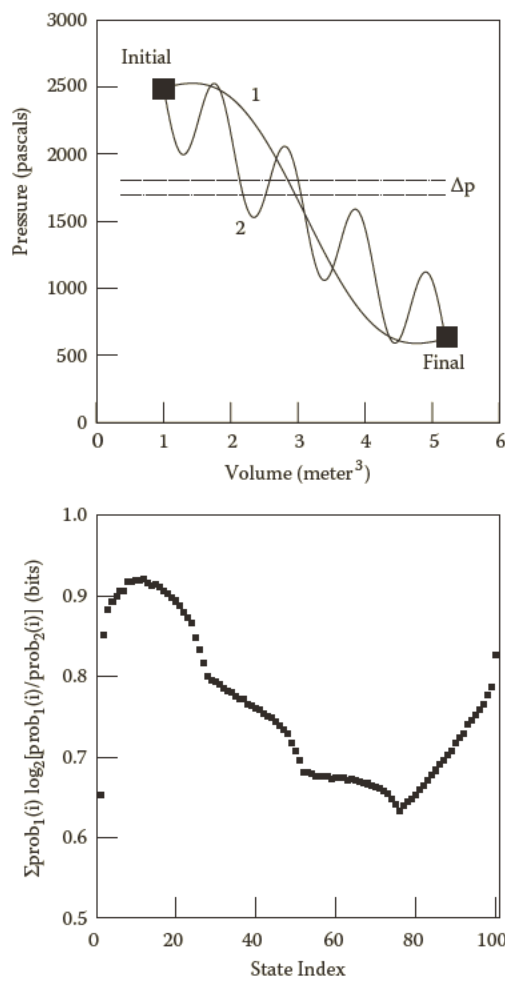 3000
2500
2000
1500
1000
500
0
Pressure (pascals)
Initial
1
2
Δp
Final
0 1 2 3 4 5 6
Volume (meter³)
1.0
0.9
0.8
0.7
0.6
0.5
Σprob₁(i) log₂[prob₁(i)/prob₂(i)] (bits)
0 20 40 60 80 100
State Index